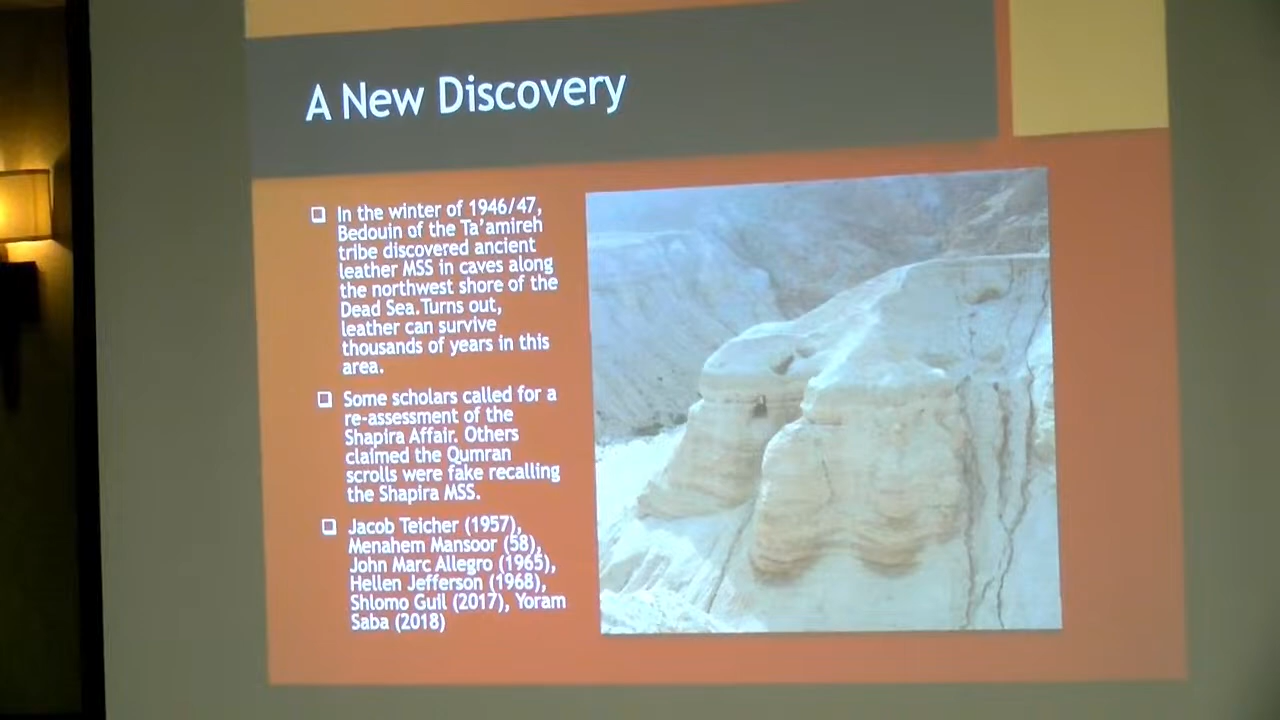 A New Discovery
In the winter of 1946/47,
Bedouin of the Ta'amireh
tribe discovered ancient
leather MSS in caves along
the northwest shore of the
Dead Sea.Turns out,
leather can survive
thousands of years in this
area.
Some scholars called for a
re-assessment of the
Shapira Affair. Others
claimed the Qumran
scrolls were fake recalling
the Shapira MSS.
Jacob Teicher (1957),
Menahem Mansoor (58),
John Marc Allegro (1965),
Hellen Jefferson (1968),
Shlomo Guil (2017), Yoram
Saba (2018)